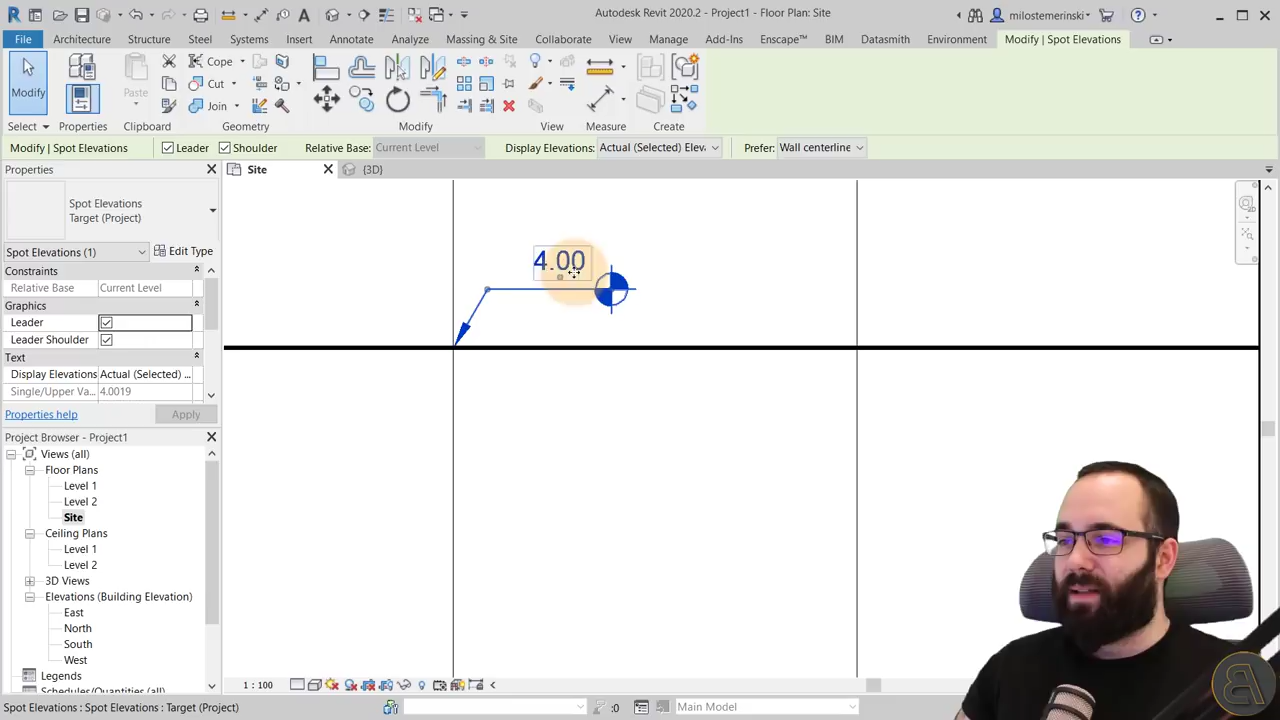 Autodesk Revit 2020.2 - Project1 - Floor Plan: Site
milostemerinski
File Architecture Structure Steel Systems Insert Annotate Analyze Massing & Site Collaborate View Manage Add-Ins Enscape™ BIM Datasmith Environment Modify | Spot Elevations
Modify Paste Cope Cut Join
Select Properties Clipboard Geometry Modify View Measure Create
Modify | Spot Elevations Leader Shoulder Relative Base: Current Level Display Elevations: Actual (Selected) Elev Prefer: Wall centerline
Properties
Site
{3D}
Spot Elevations
Target (Project)
Spot Elevations (1) Edit Type
Constraints
Relative Base Current Level
Graphics
Leader
Leader Shoulder
Text
Display Elevations Actual (Selected) ...
Single/Upper Va... 4.0019
Properties help Apply
4.00
Project Browser - Project1
Views (all)
Floor Plans
Level 1
Level 2
Site
Ceiling Plans
Level 1
Level 2
3D Views
Elevations (Building Elevation)
East
North
South
West
Legends
Schedules/Quantities (all)
1 : 100
Spot Elevations : Spot Elevations : Target (Project) :0 Main Model